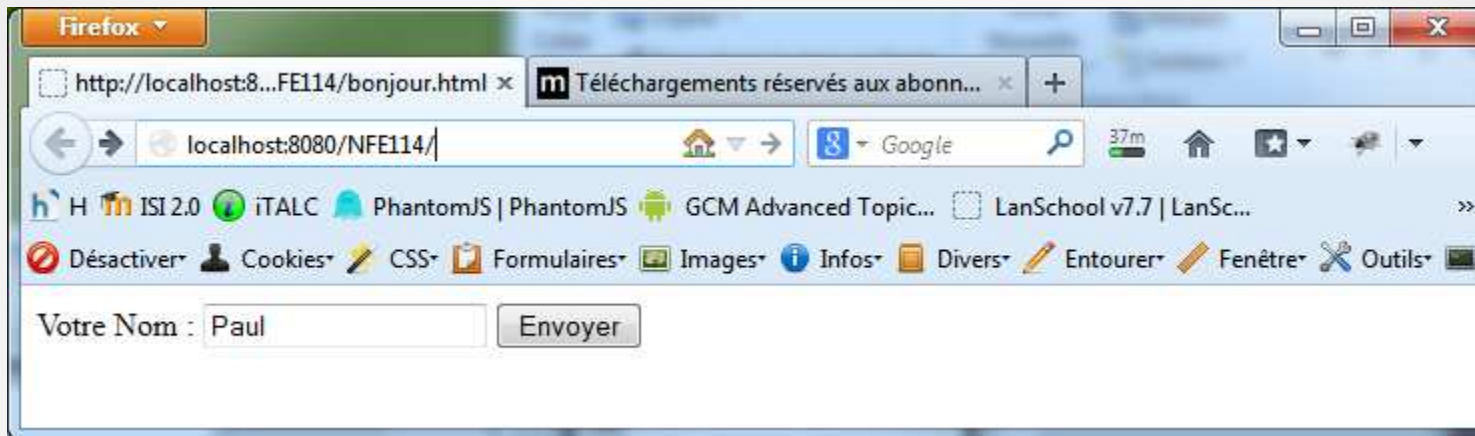 Firefox
http://localhost:8...FE114/bonjour.html
m Téléchargements réservés aux abonn...
localhost:8080/NFE114/
8 Google
37m
h H ISI 2.0 iTALC PhantomJS | PhantomJS GCM Advanced Topic... LanSchool v7.7 | LanSc... »
Désactiver Cookies CSS Formulaires Images Infos Divers Entourer Fenêtre Outils
Votre Nom : Paul Envoyer